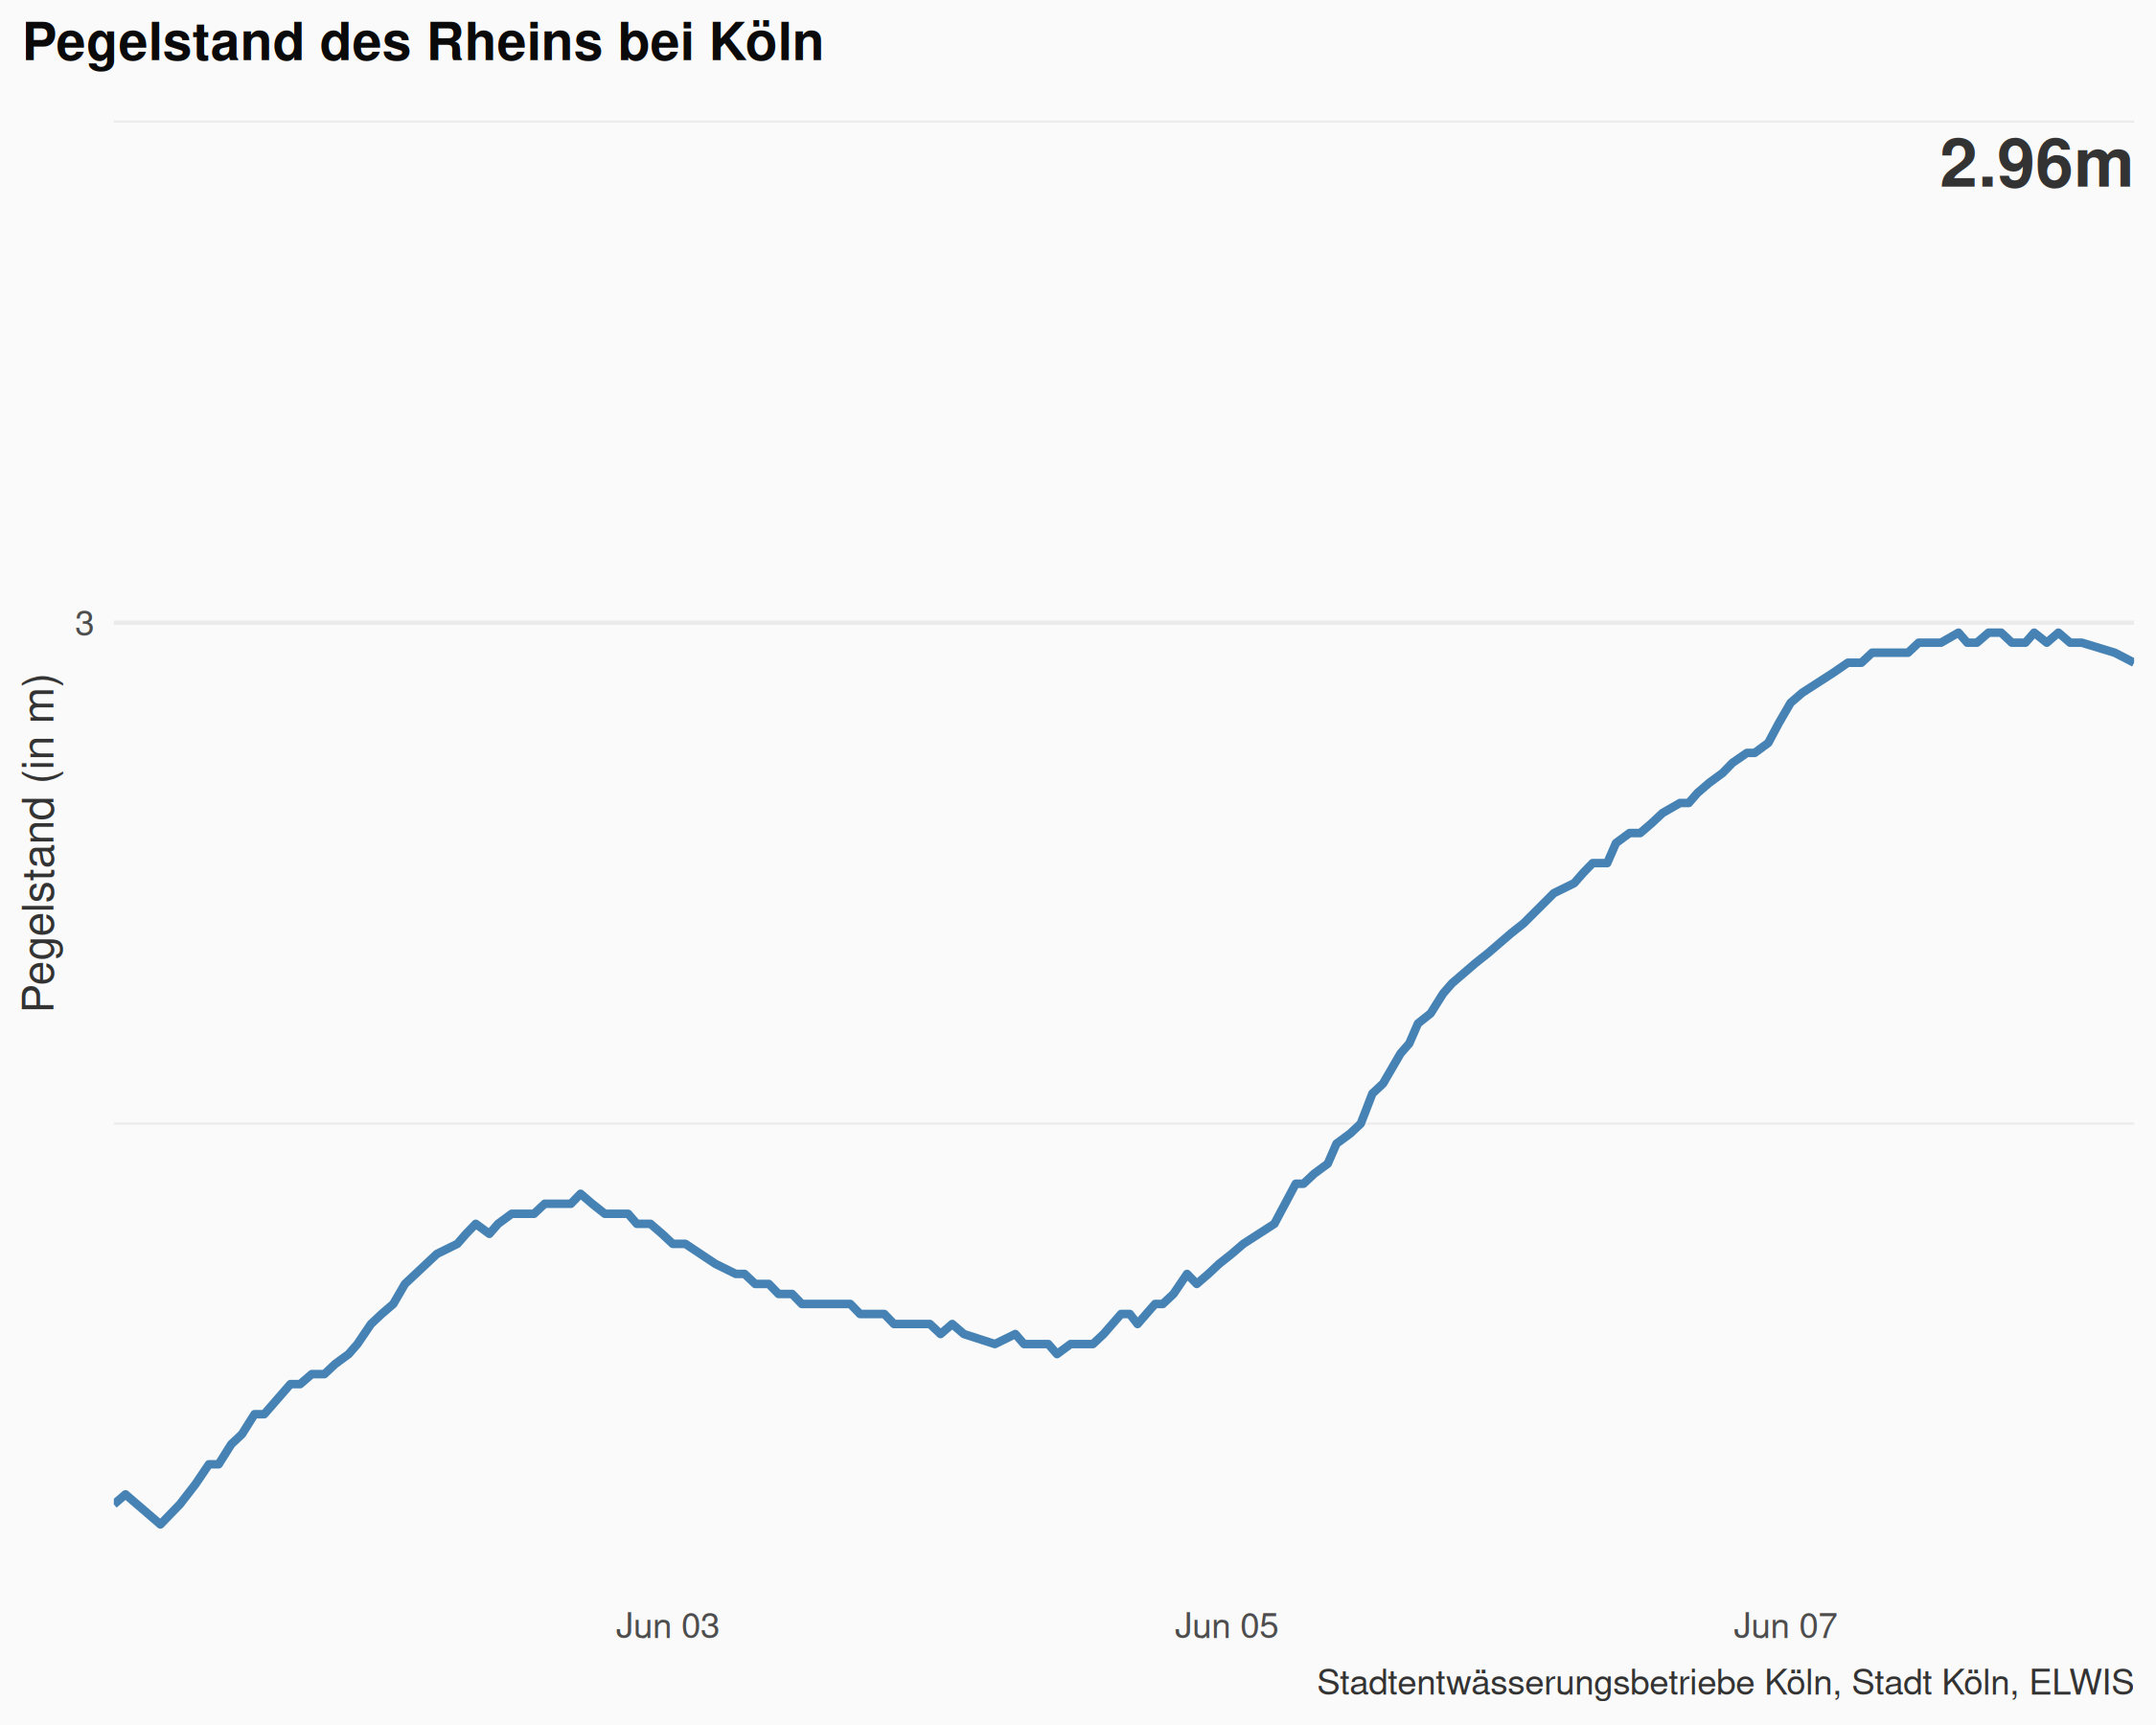 Pegelstand des Rheins bei Köln
2.96m
3
Pegelstand (in m)
Jun 03
Jun 05
Jun 07
Stadtentwässerungsbetriebe Köln, Stadt Köln, ELWIS